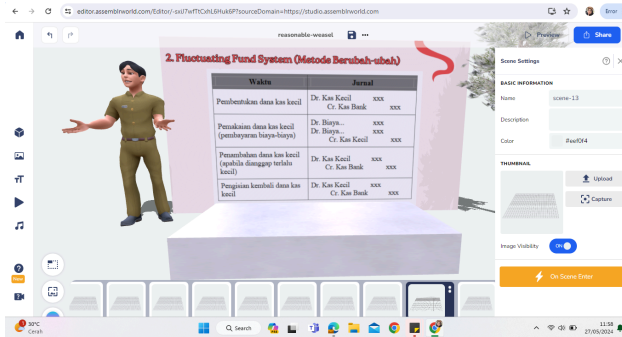 editor.assemblrworld.com/Editor/-sxU7wfTtCxhL6Huk6P?sourceDomain=https://studio.assemblrworld.com
Error
reasonable-weasel
Preview
Share
2. Fluctuating Fund System (Metode Berubah-ubah)
Waktu Jurnal
Pembentukan dana kas kecil Dr. Kas Kecil xxx
Cr. Kas Bank xxx
Pemakaian dana kas kecil Dr. Biaya... xxx
(pembayaran biaya-biaya) Dr. Biaya... xxx
Cr. Kas Kecil xxx
Penambahan dana kas kecil
(apabila dianggap terlalu Dr. Kas Kecil xxx
kecil) Cr. Kas Bank xxx
Pengisian kembali dana kas Dr. Kas Kecil xxx
kecil Cr. Kas Bank xxx
Scene Settings
BASIC INFORMATION
Name scene-13
Description
Color #eef0f4
THUMBNAIL
Upload
Capture
Image Visibility ON
On Scene Enter
30°C
Cerah
Search
11:58
27/05/2024